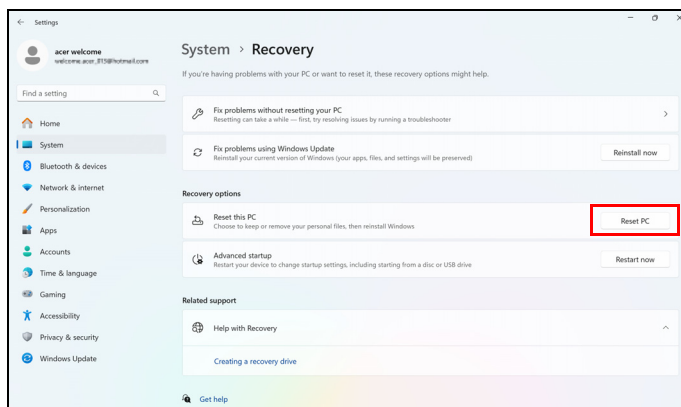 Settings
acer welcome
welcome.acer_015@hotmail.com
Find a setting
Home
System
Bluetooth & devices
Network & internet
Personalization
Apps
Accounts
Time & language
Gaming
Accessibility
Privacy & security
Windows Update
System > Recovery
If you're having problems with your PC or want to reset it, these recovery options might help.
Fix problems without resetting your PC
Resetting can take a while — first, try resolving issues by running a troubleshooter
Fix problems using Windows Update
Reinstall your current version of Windows (your apps, files, and settings will be preserved)
Reinstall now
Recovery options
Reset this PC
Choose to keep or remove your personal files, then reinstall Windows
Reset PC
Advanced startup
Restart your device to change startup settings, including starting from a disc or USB drive
Restart now
Related support
Help with Recovery
Creating a recovery drive
Get help